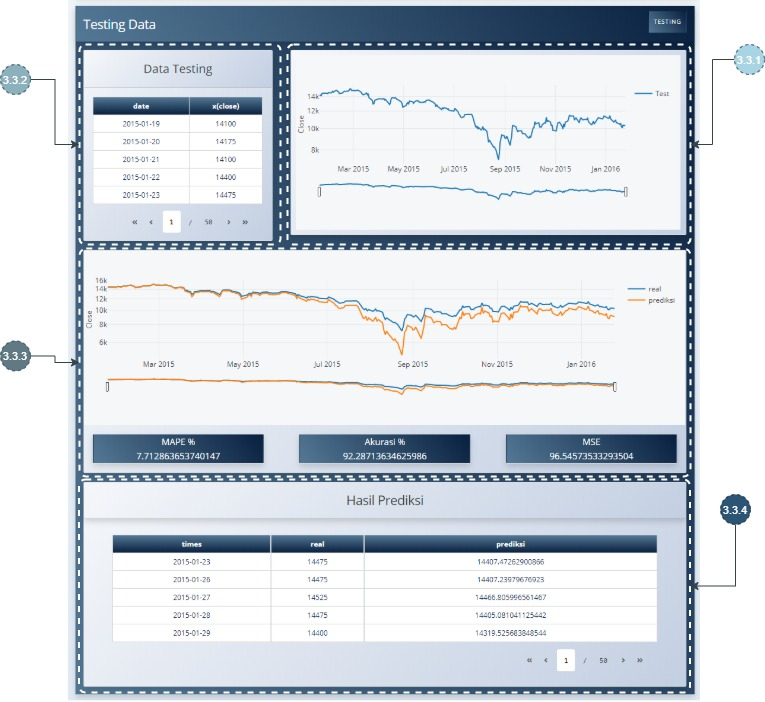 Testing Data
TESTING
3.3.1
3.3.2
Data Testing
date x(close)
2015-01-19 14100
2015-01-20 14175
2015-01-21 14100
2015-01-22 14400
2015-01-23 14475
« ‹ 1 / 50 › »
14k
12k
10k
8k
Close
Mar 2015 May 2015 Jul 2015 Sep 2015 Nov 2015 Jan 2016
Test
3.3.3
16k
14k
12k
10k
8k
6k
Close
Mar 2015 May 2015 Jul 2015 Sep 2015 Nov 2015 Jan 2016
real
prediksi
MAPE %
7.712863653740147
Akurasi %
92.28713634625986
MSE
96.54573533293504
3.3.4
Hasil Prediksi
times real prediksi
2015-01-23 14475 14407.47262900866
2015-01-26 14475 14407.23979676923
2015-01-27 14525 14466.805996561467
2015-01-28 14475 14405.081041125442
2015-01-29 14400 14319.525683848544
« ‹ 1 / 50 › »